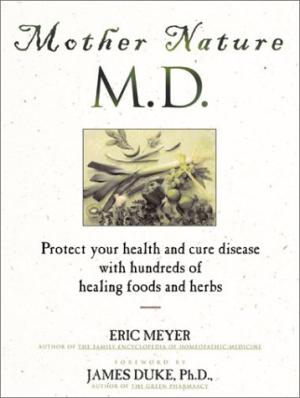 Mother Nature
M.D.
Protect your health and cure disease
with hundreds of
healing foods and herbs
ERIC MEYER
AUTHOR OF THE FAMILY ENCYCLOPEDIA OF HOMEOPATHIC MEDICINE
FOREWORD BY
JAMES DUKE, Ph.D.,
AUTHOR OF THE GREEN PHARMACY